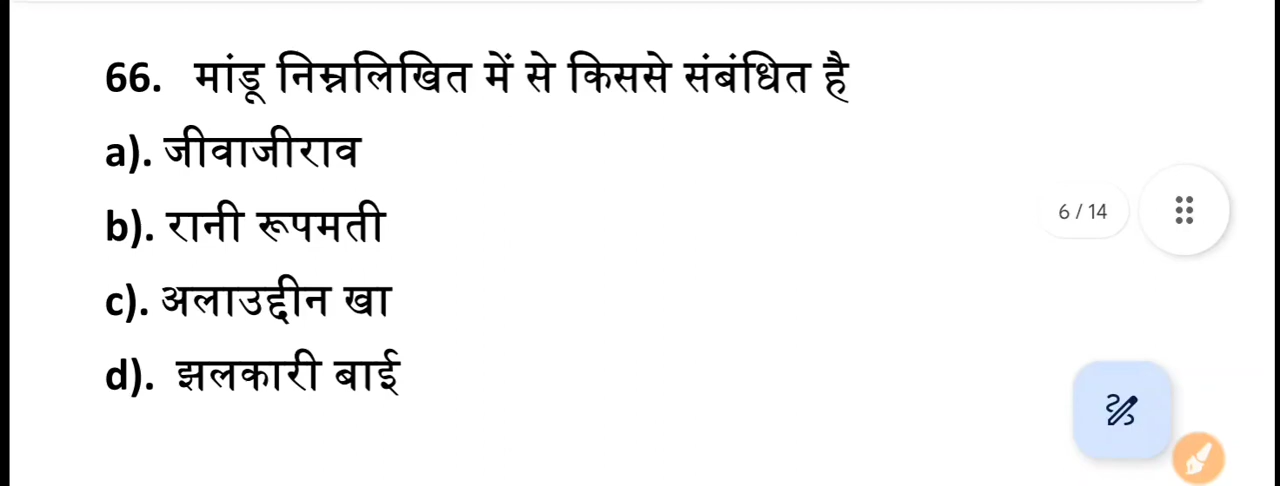 66. मांडू निम्नलिखित में से किससे संबंधित है
a). जीवाजीराव
b). रानी रूपमती
6 / 14
c). अलाउद्दीन खा
d). झलकारी बाई